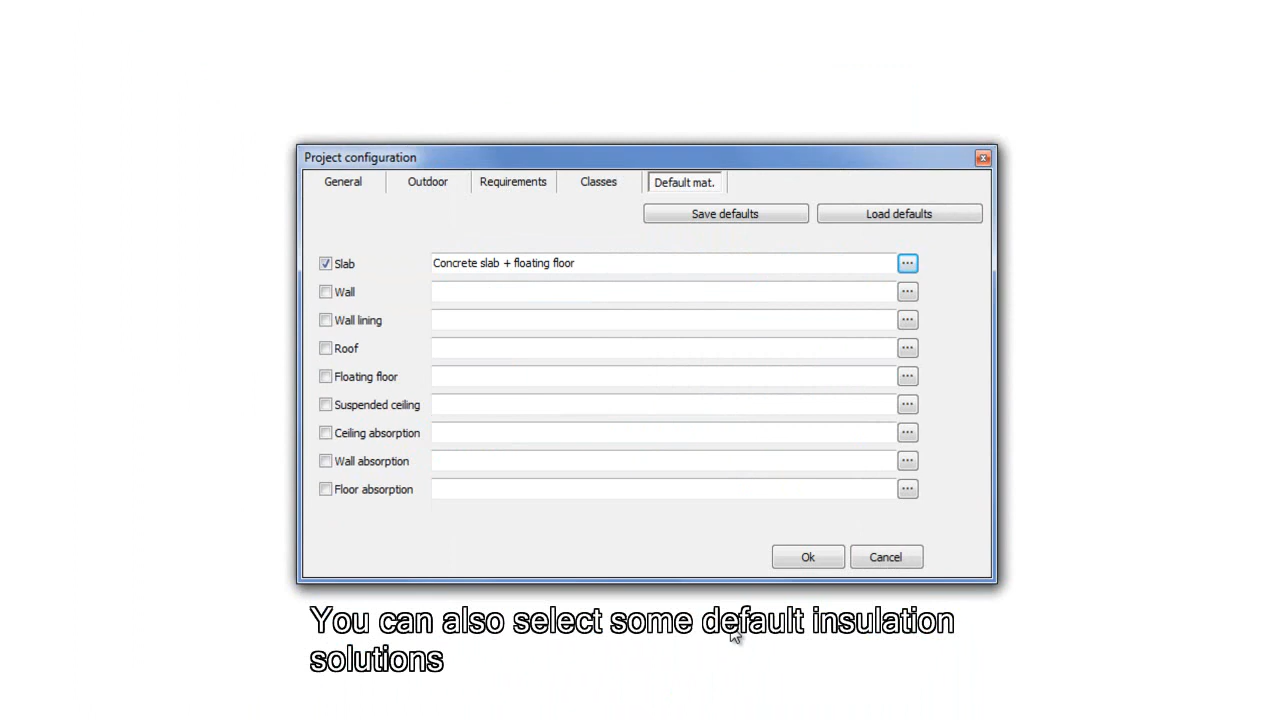 Project configuration
General Outdoor Requirements Classes Default mat.
Save defaults Load defaults
Slab Concrete slab + floating floor ...
Wall ...
Wall lining ...
Roof ...
Floating floor ...
Suspended ceiling ...
Ceiling absorption ...
Wall absorption ...
Floor absorption ...
Ok Cancel
You can also select some default insulation
solutions